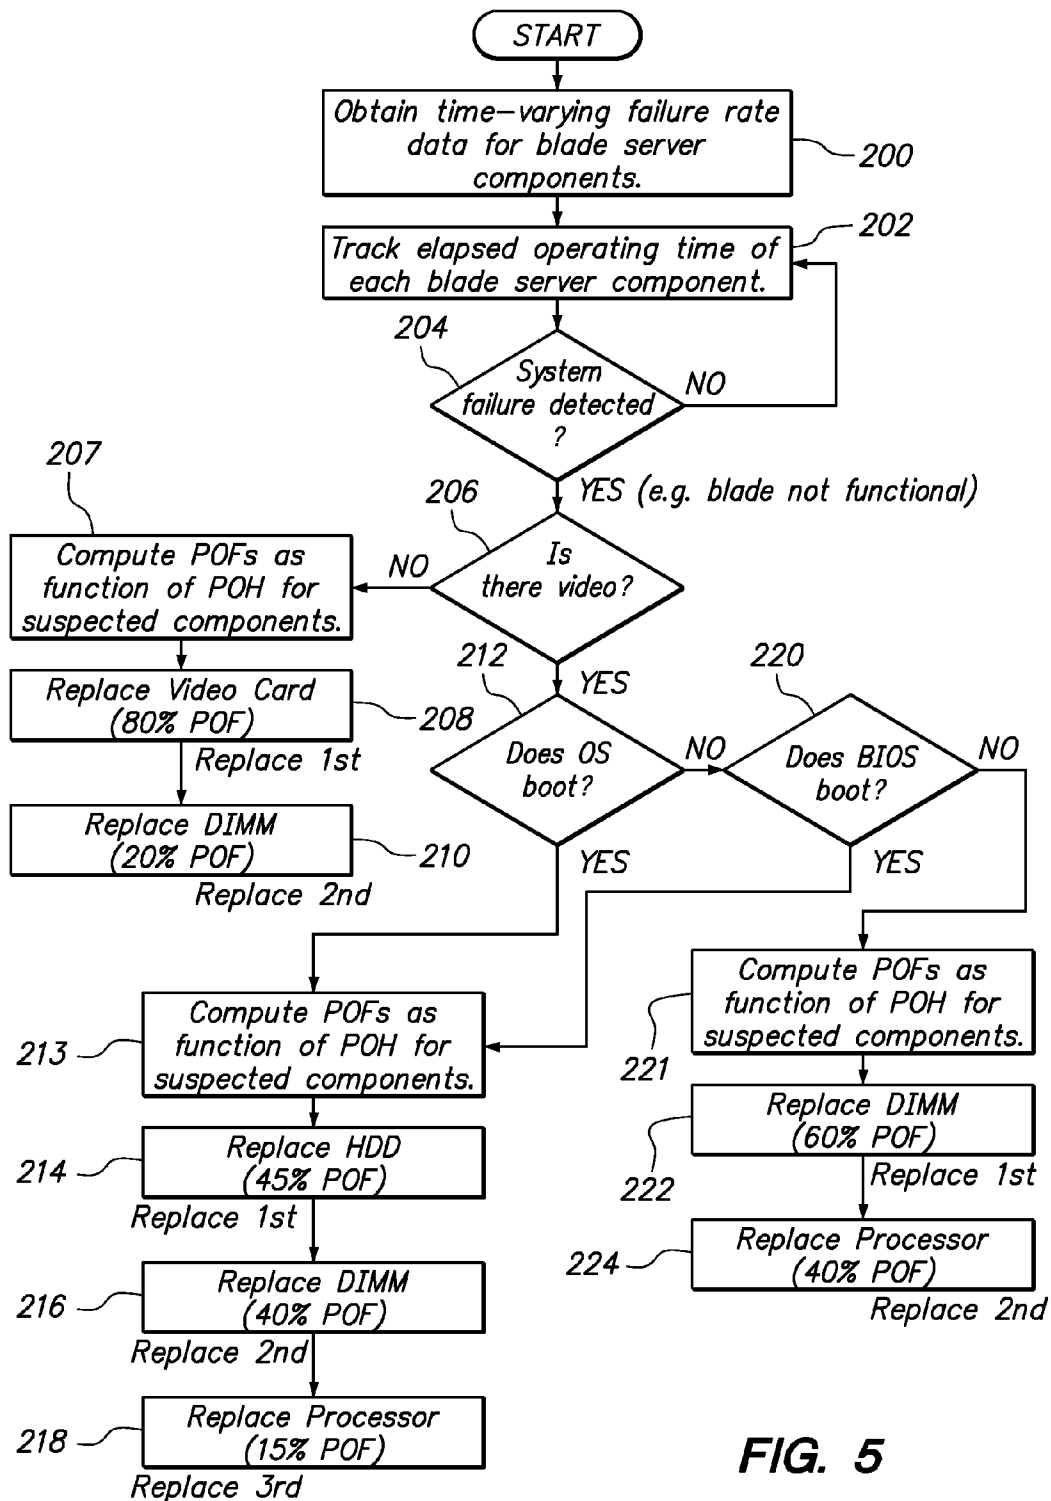 START
Obtain time-varying failure rate
data for blade server
components.
200
202
Track elapsed operating time of
each blade server component.
204
System
failure detected
?
NO
YES (e.g. blade not functional)
207
206
Compute POFs as
function of POH for
suspected components.
NO
Is
there video?
212
YES
220
Replace Video Card
(80% POF)
208
Replace 1st
Does OS
boot?
NO
Does BIOS
boot?
NO
Replace DIMM
(20% POF)
210
Replace 2nd
YES
YES
Compute POFs as
function of POH for
suspected components.
213
Compute POFs as
function of POH for
suspected components.
221
Replace HDD
(45% POF)
214
Replace 1st
Replace DIMM
(60% POF)
222
Replace 1st
Replace DIMM
(40% POF)
216
Replace 2nd
Replace Processor
(40% POF)
224
Replace 2nd
Replace Processor
(15% POF)
218
Replace 3rd
FIG. 5